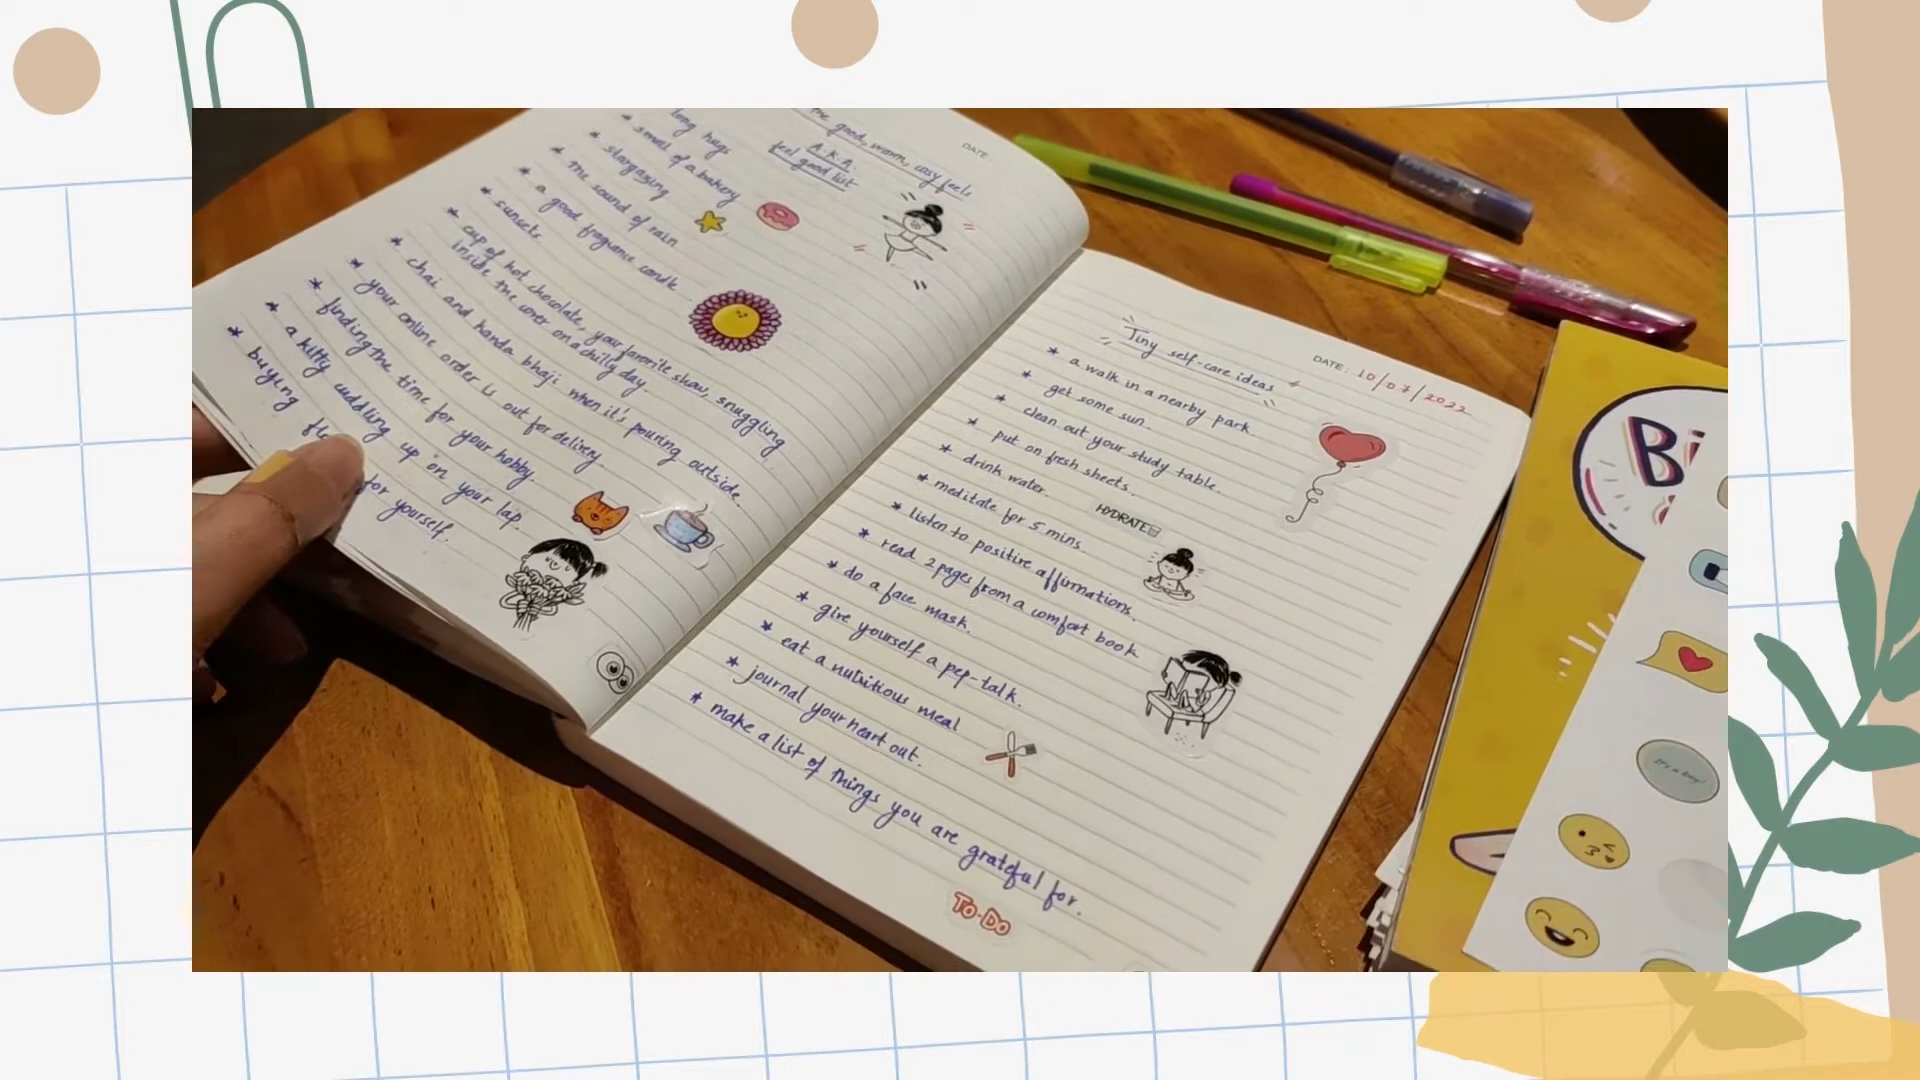 DATE
The good, warm, cosy feels
A.K.A.
feel good list
long hugs
* smell of a bakery
* stargazing
* the sound of rain
* a good fragrance candle
* sunsets
* cup of hot chocolate, your favorite show, snuggling
inside the cover on a chilly day.
* chai and kanda bhaji when it's pouring outside.
* your online order is out for delivery.
* finding the time for your hobby.
* a kitty cuddling up on your lap.
* buying for yourself.
DATE: 10/07/2022
Tiny self-care ideas
* a walk in a nearby park.
* get some sun.
* clean out your study table.
* put on fresh sheets.
* drink water.
HYDRATE
* meditate for 5 mins
* listen to positive affirmations.
* read 2 pages from a comfort book
* do a face mask.
* give yourself a pep-talk.
* eat a nutritious meal
* journal your heart out.
* make a list of things you are grateful for.
TO-DO
It's a boy!